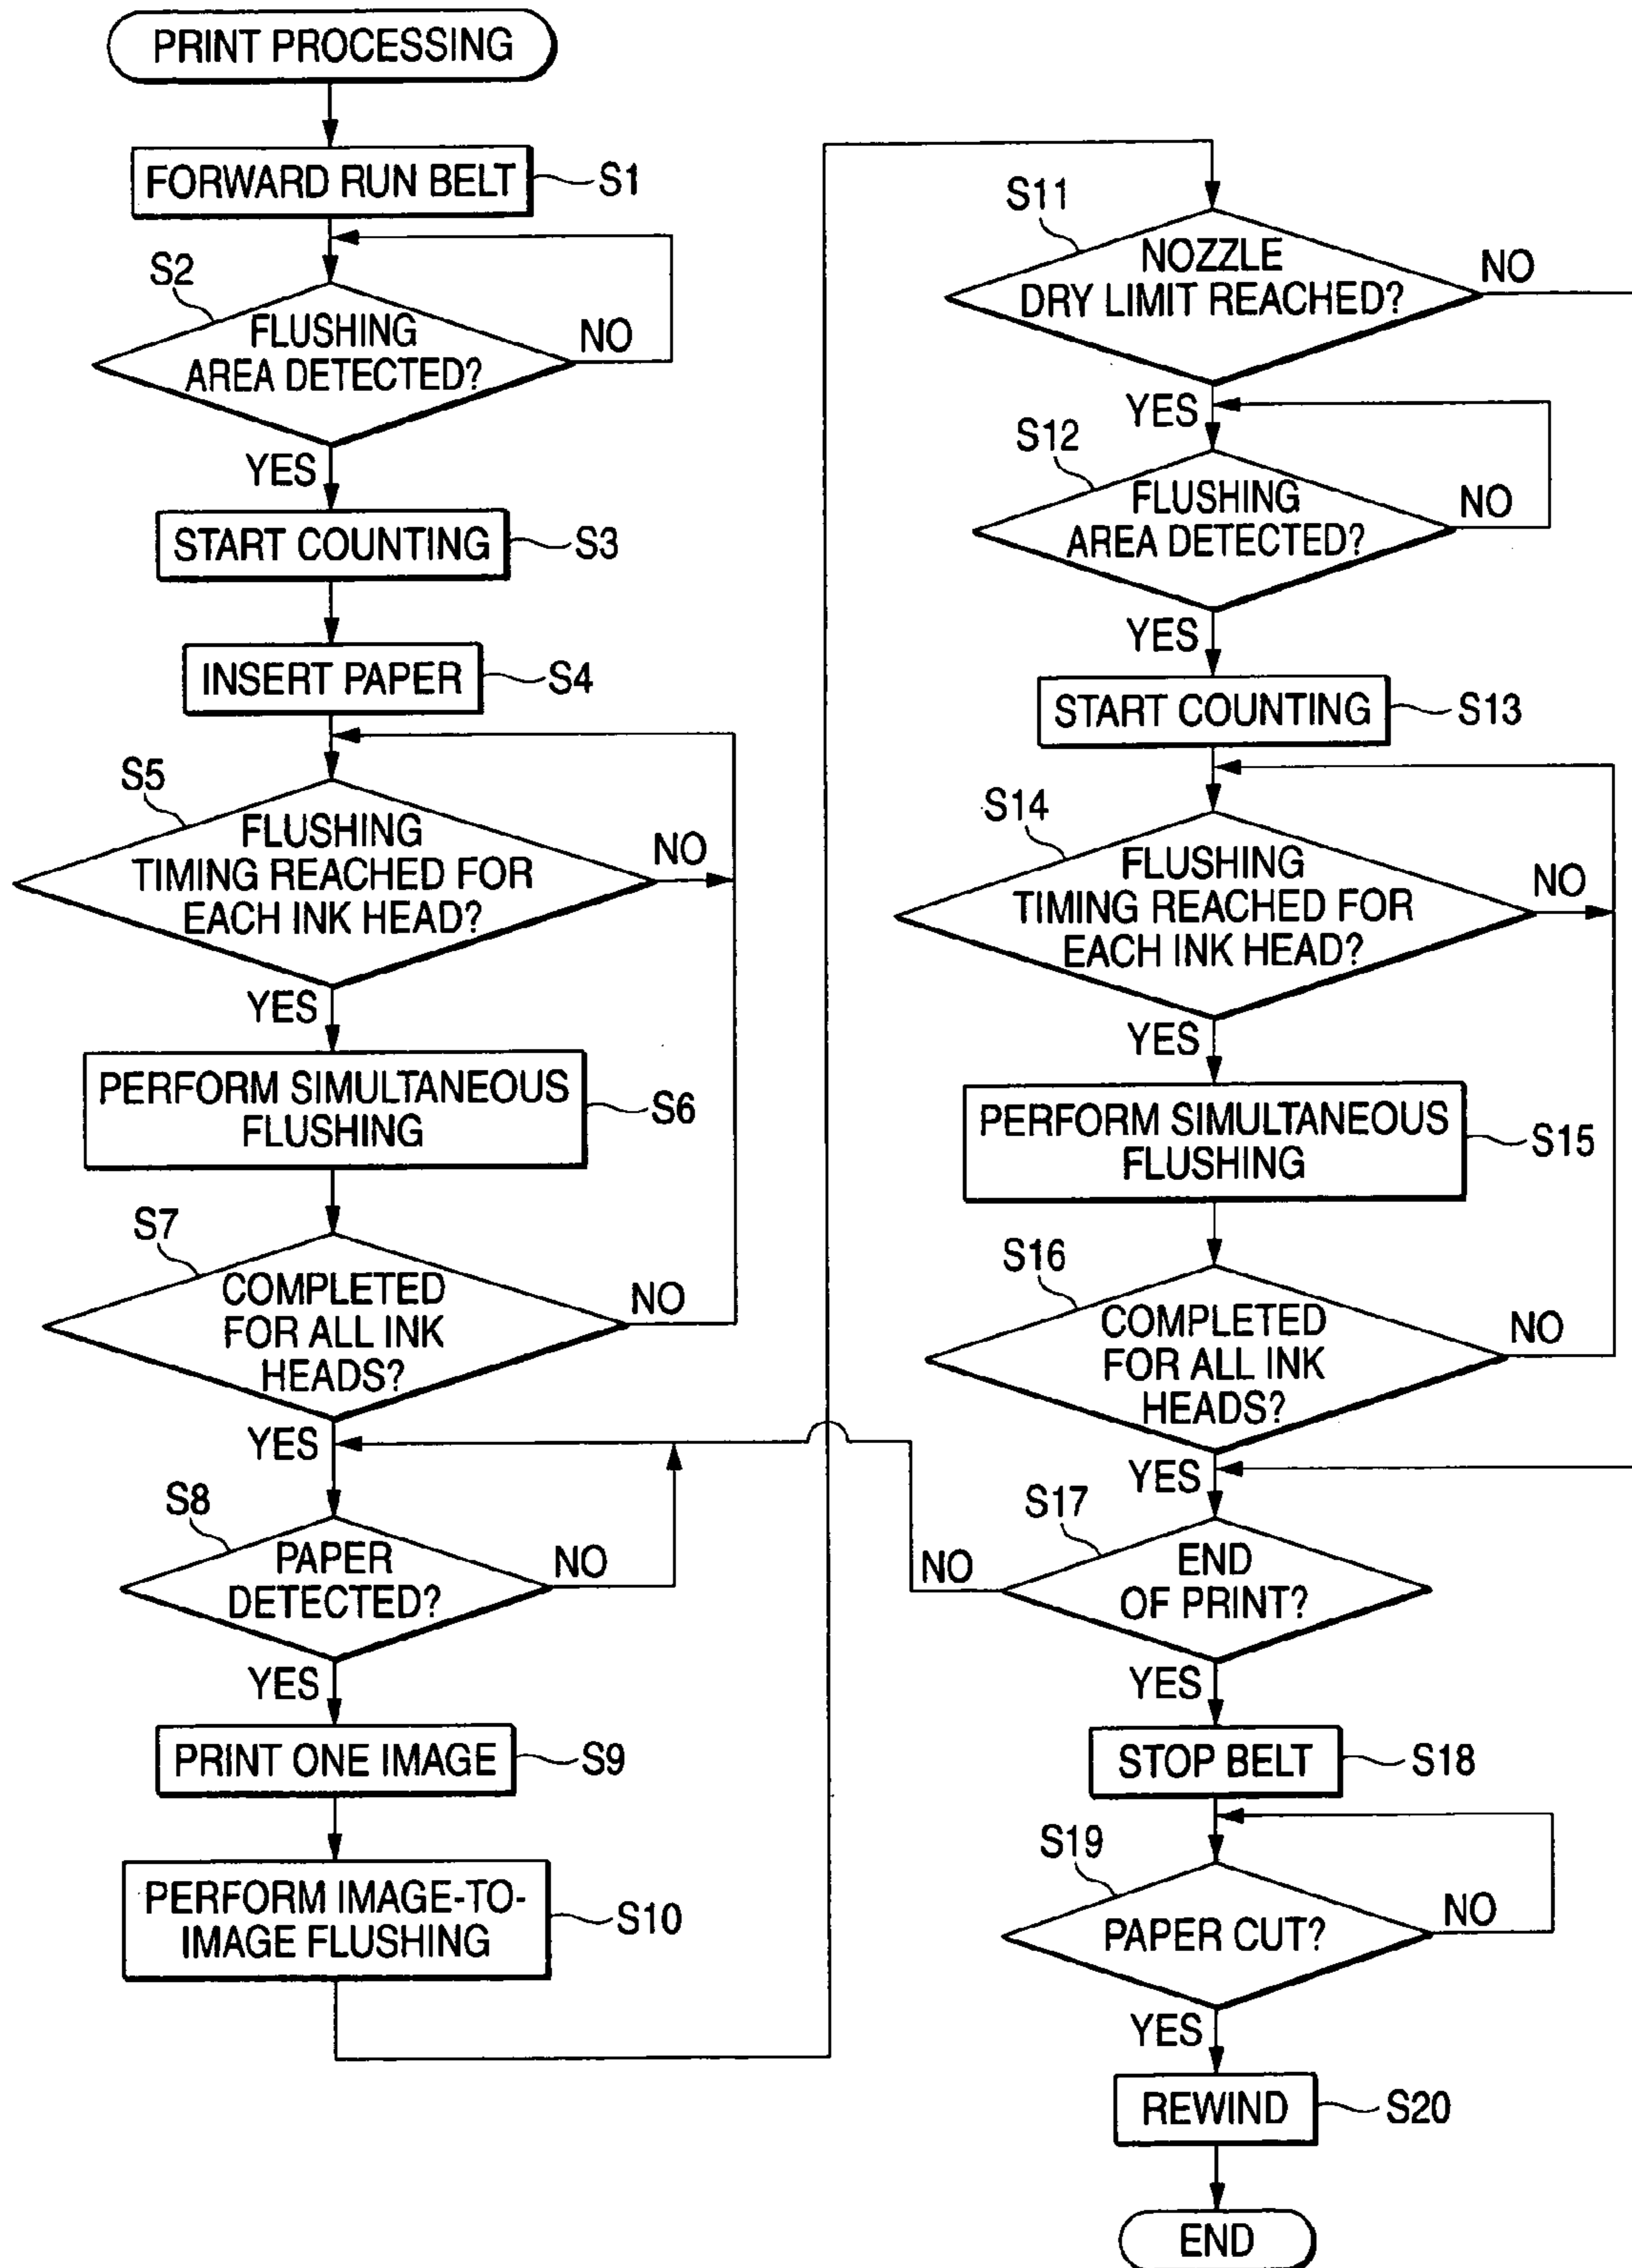 PRINT PROCESSING
FORWARD RUN BELT
S1
S2
FLUSHING
AREA DETECTED?
NO
YES
START COUNTING
S3
INSERT PAPER
S4
S5
FLUSHING
TIMING REACHED FOR
EACH INK HEAD?
NO
YES
PERFORM SIMULTANEOUS
FLUSHING
S6
S7
COMPLETED
FOR ALL INK
HEADS?
NO
YES
S8
PAPER
DETECTED?
NO
YES
PRINT ONE IMAGE
S9
PERFORM IMAGE-TO-
IMAGE FLUSHING
S10
S11
NOZZLE
DRY LIMIT REACHED?
NO
YES
S12
FLUSHING
AREA DETECTED?
NO
YES
START COUNTING
S13
S14
FLUSHING
TIMING REACHED FOR
EACH INK HEAD?
NO
YES
PERFORM SIMULTANEOUS
FLUSHING
S15
S16
COMPLETED
FOR ALL INK
HEADS?
NO
YES
S17
END
OF PRINT?
NO
YES
STOP BELT
S18
S19
PAPER CUT?
NO
YES
REWIND
S20
END